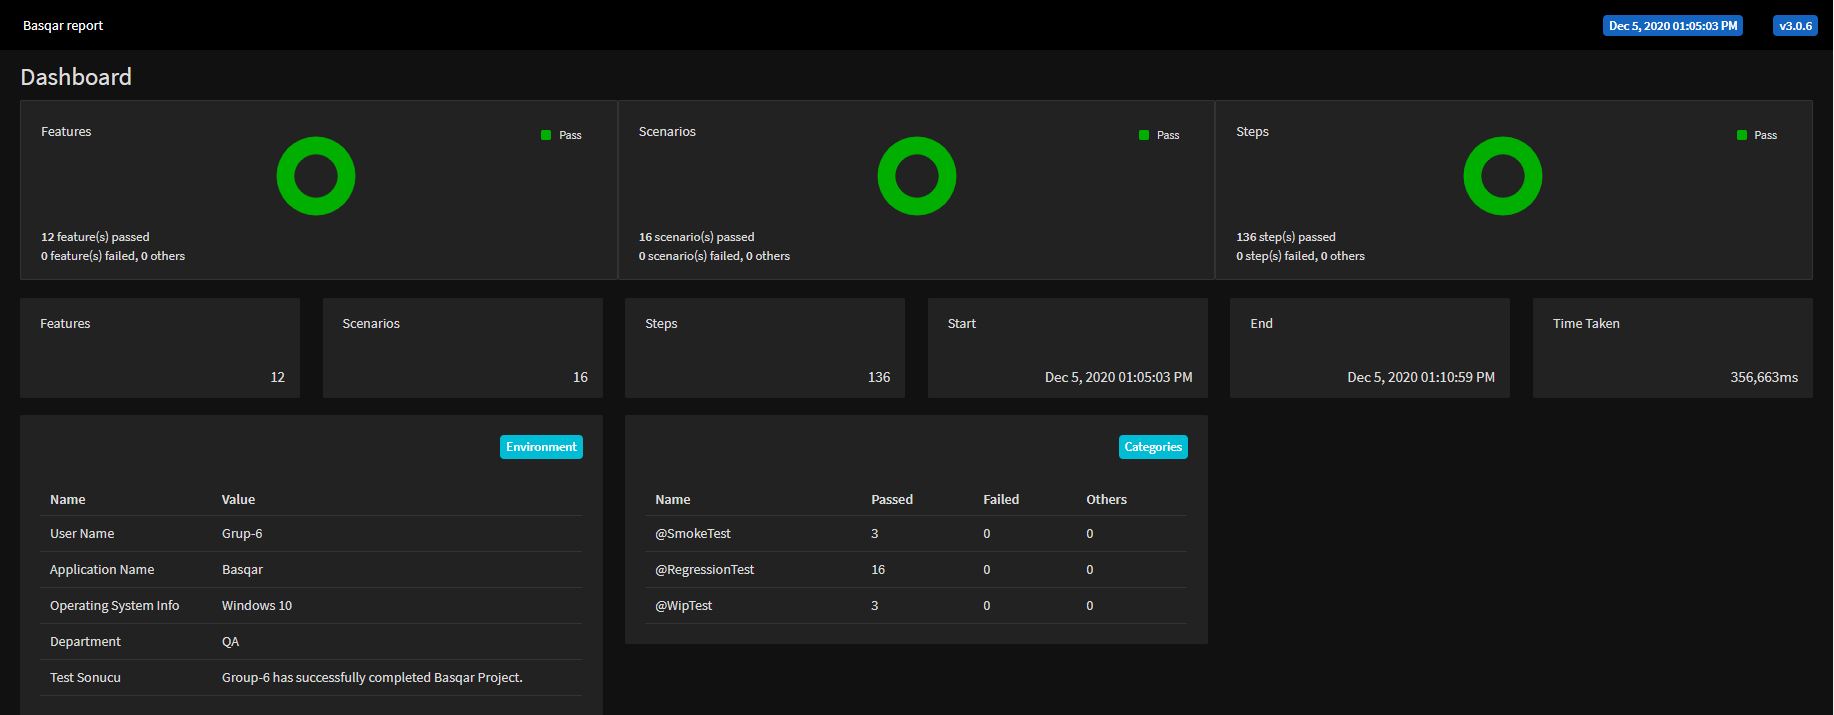 Basqar report
Dec 5, 2020 01:05:03 PM
v3.0.6
Dashboard
Features
Pass
12 feature(s) passed
0 feature(s) failed, 0 others
Scenarios
Pass
16 scenario(s) passed
0 scenario(s) failed, 0 others
Steps
Pass
136 step(s) passed
0 step(s) failed, 0 others
Features
12
Scenarios
16
Steps
136
Start
Dec 5, 2020 01:05:03 PM
End
Dec 5, 2020 01:10:59 PM
Time Taken
356,663ms
Environment
Name Value
User Name Grup-6
Application Name Basqar
Operating System Info Windows 10
Department QA
Test Sonucu Group-6 has successfully completed Basqar Project.
Categories
Name Passed Failed Others
@SmokeTest 3 0 0
@RegressionTest 16 0 0
@WipTest 3 0 0